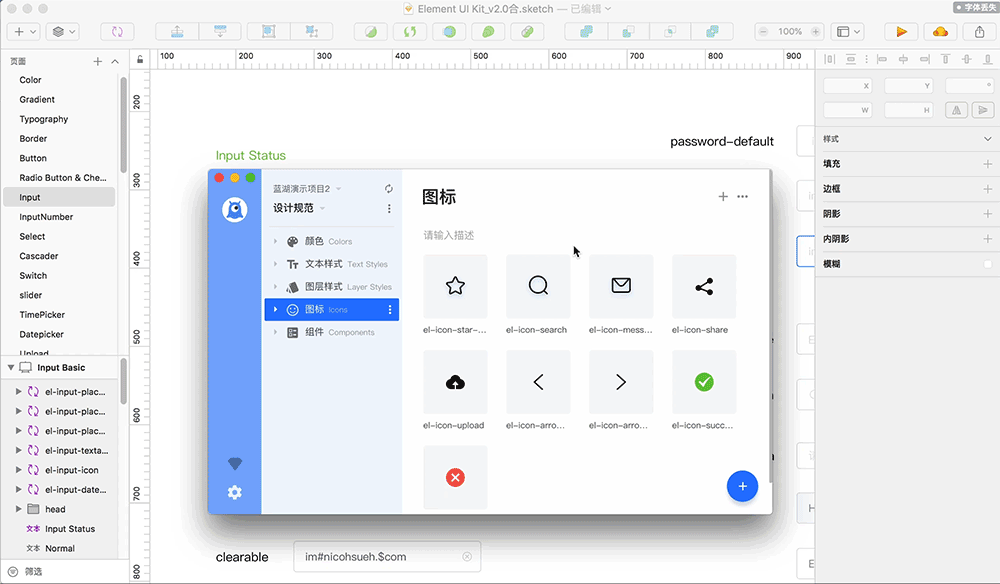 Element UI Kit_v2.0合.sketch — 已编辑
字体丢失
100%
页面
Color
Gradient
Typography
Border
Button
Radio Button & Che...
Input
InputNumber
Select
Cascader
Switch
slider
TimePicker
Datepicker
Upload
Input Basic
el-input-plac...
el-input-plac...
el-input-plac...
el-input-texta...
el-input-icon
el-input-date...
head
文本 Input Status
文本 Normal
筛选
100 200 300 400 500 600 700 800 900
200
300
400
500
600
700
800
Input Status
password-default
蓝湖演示项目2
设计规范
颜色 Colors
文本样式 Text Styles
图层样式 Layer Styles
图标 Icons
组件 Components
图标
请输入描述
el-icon-star-...
el-icon-search
el-icon-mess...
el-icon-share
el-icon-upload
el-icon-arro...
el-icon-arro...
el-icon-succ...
clearable
im#nicohsueh.$com
X
Y
°
W
H
样式
填充
边框
阴影
内阴影
模糊